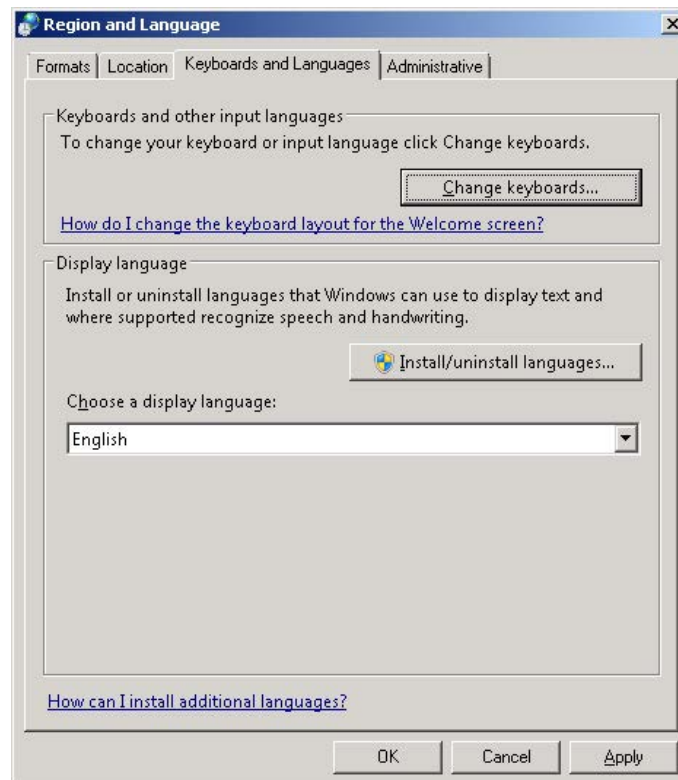 Region and Language
Formats Location Keyboards and Languages Administrative
Keyboards and other input languages
To change your keyboard or input language click Change keyboards.
Change keyboards...
How do I change the keyboard layout for the Welcome screen?
Display language
Install or uninstall languages that Windows can use to display text and
where supported recognize speech and handwriting.
Install/uninstall languages...
Choose a display language:
English
How can I install additional languages?
OK Cancel Apply